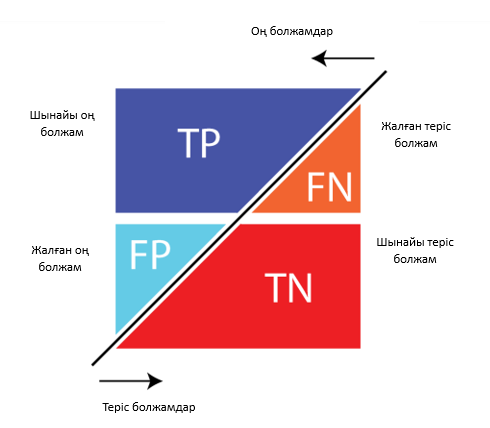 Оң болжамдар
Шынайы оң
болжам
TP
Жалған теріс
болжам
FN
Жалған оң
болжам
FP
Шынайы теріс
болжам
TN
Теріс болжамдар